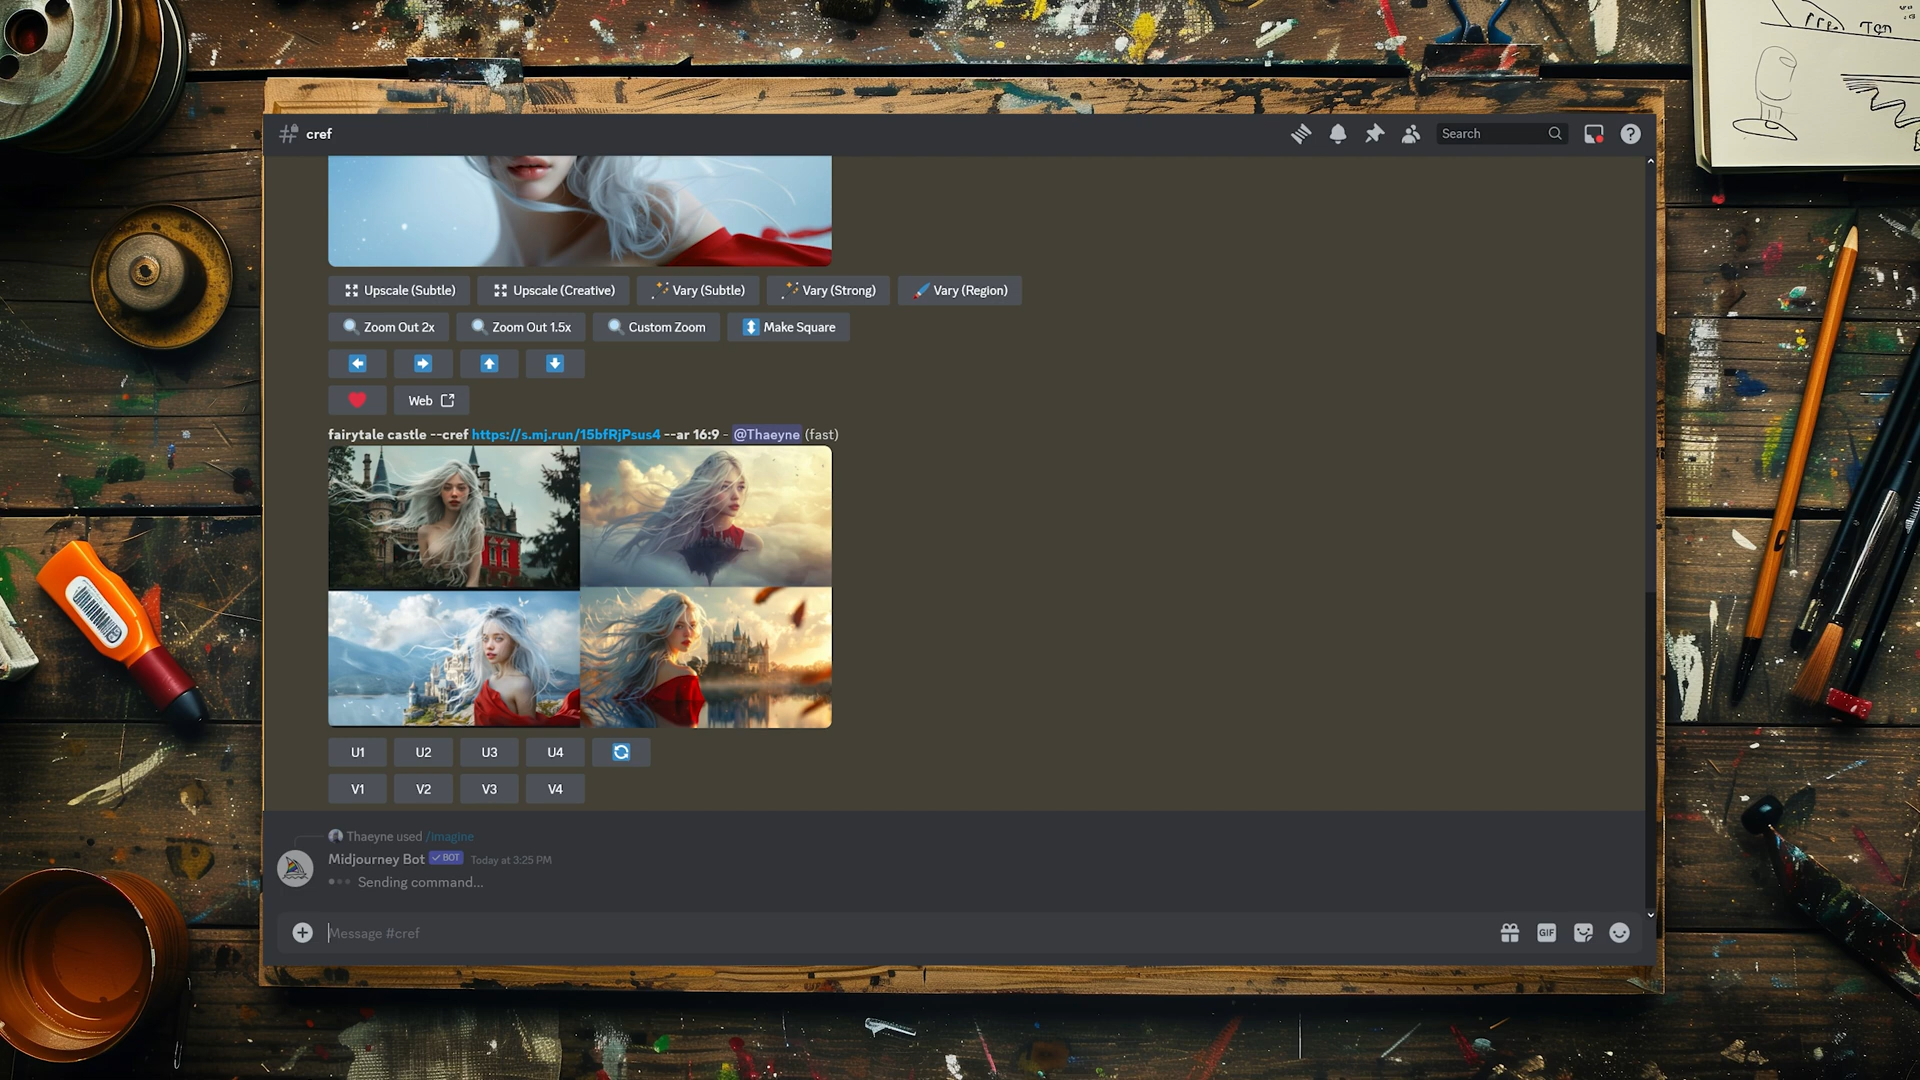 cref
Search
Upscale (Subtle) Upscale (Creative) Vary (Subtle) Vary (Strong) Vary (Region)
Zoom Out 2x Zoom Out 1.5x Custom Zoom Make Square
Web
fairytale castle --cref https://s.mj.run/15bfRjPsus4 --ar 16:9 - @Thaeyne (fast)
U1 U2 U3 U4
V1 V2 V3 V4
Thaeyne used /imagine
Midjourney Bot BOT Today at 3:25 PM
Sending command...
Message #cref
GIF